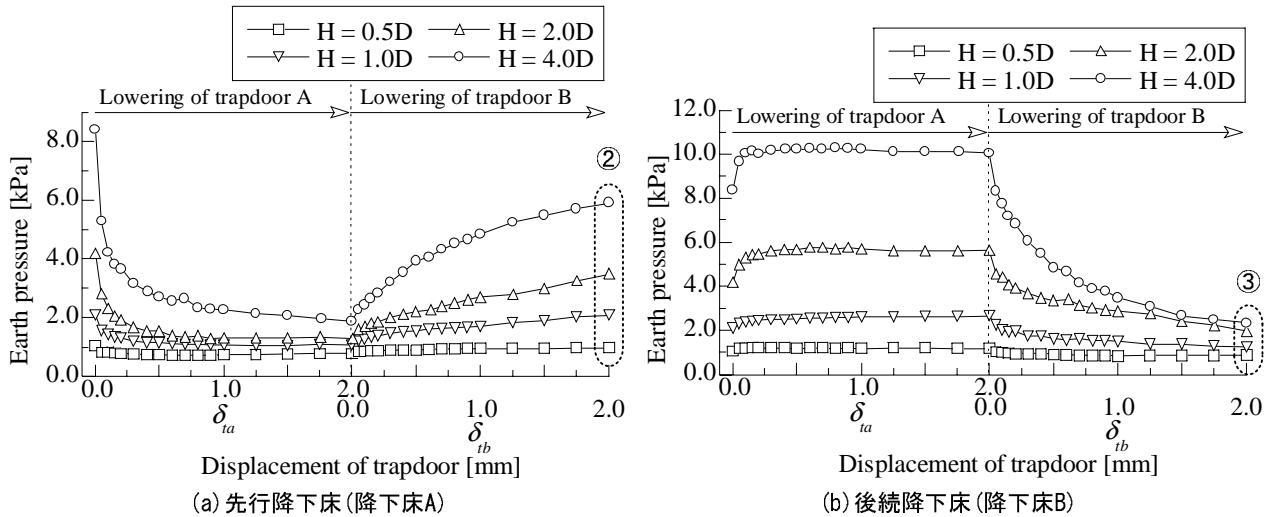 H = 0.5D H = 2.0D
H = 1.0D H = 4.0D
Lowering of trapdoor A Lowering of trapdoor B
8.0
6.0
4.0
2.0
0.0
Earth pressure [kPa]
②
0.0 1.0 2.0
0.0 1.0 2.0
δta
δtb
Displacement of trapdoor [mm]
(a) 先行降下床(降下床A)
H = 0.5D H = 2.0D
H = 1.0D H = 4.0D
Lowering of trapdoor A Lowering of trapdoor B
12.0
10.0
8.0
6.0
4.0
2.0
0.0
Earth pressure [kPa]
③
0.0 1.0 2.0
0.0 1.0 2.0
δta
δtb
Displacement of trapdoor [mm]
(b) 後続降下床(降下床B)